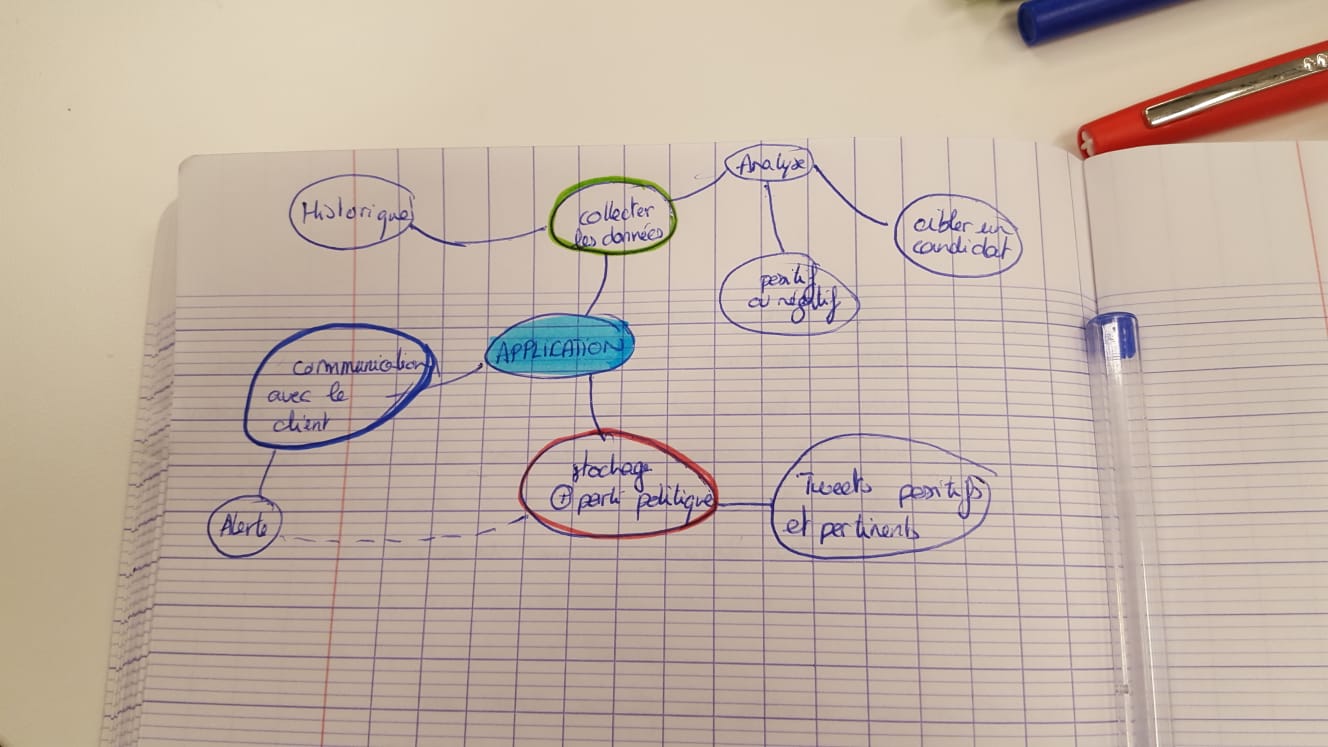 Analyse
Historique
collecter
les données
cibler un
candidat
positif
ou négatif
APPLICATION
communication
avec le
client
stockage
⊕ parti politique
Tweets positifs
et pertinents
Alerte